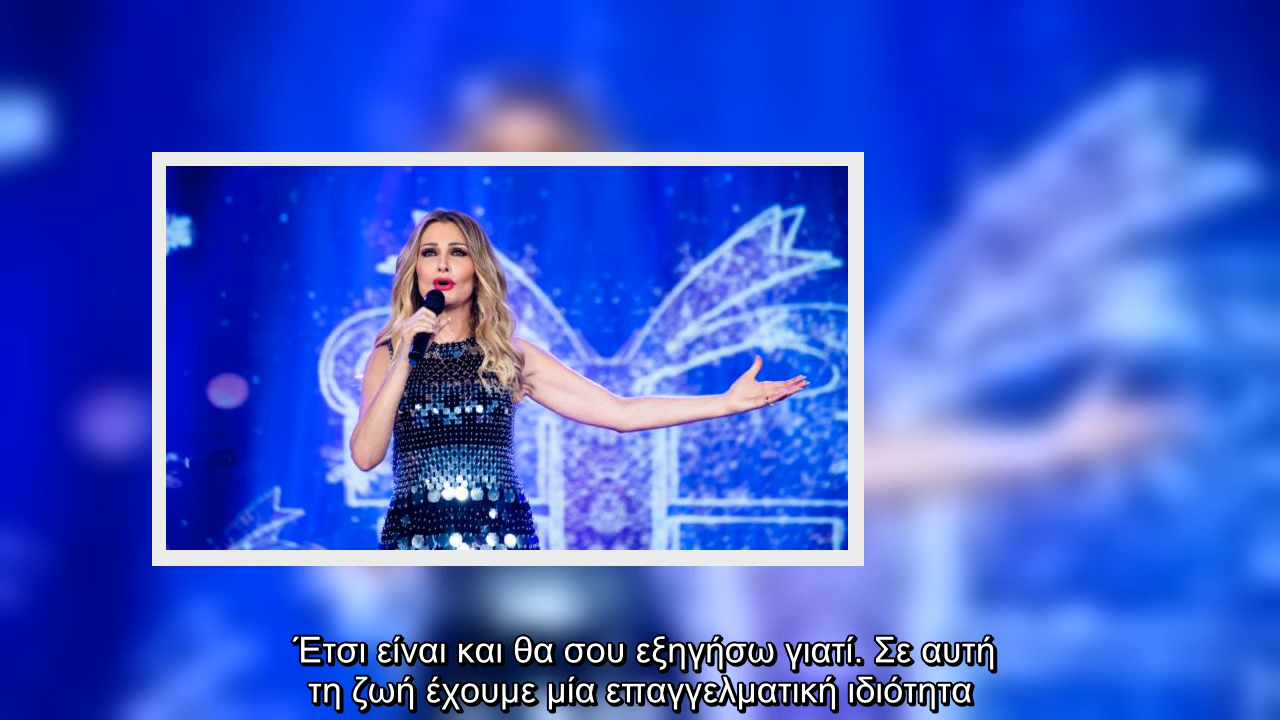 Έτσι είναι και θα σου εξηγήσω γιατί. Σε αυτή
τη ζωή έχουμε μία επαγγελματική ιδιότητα